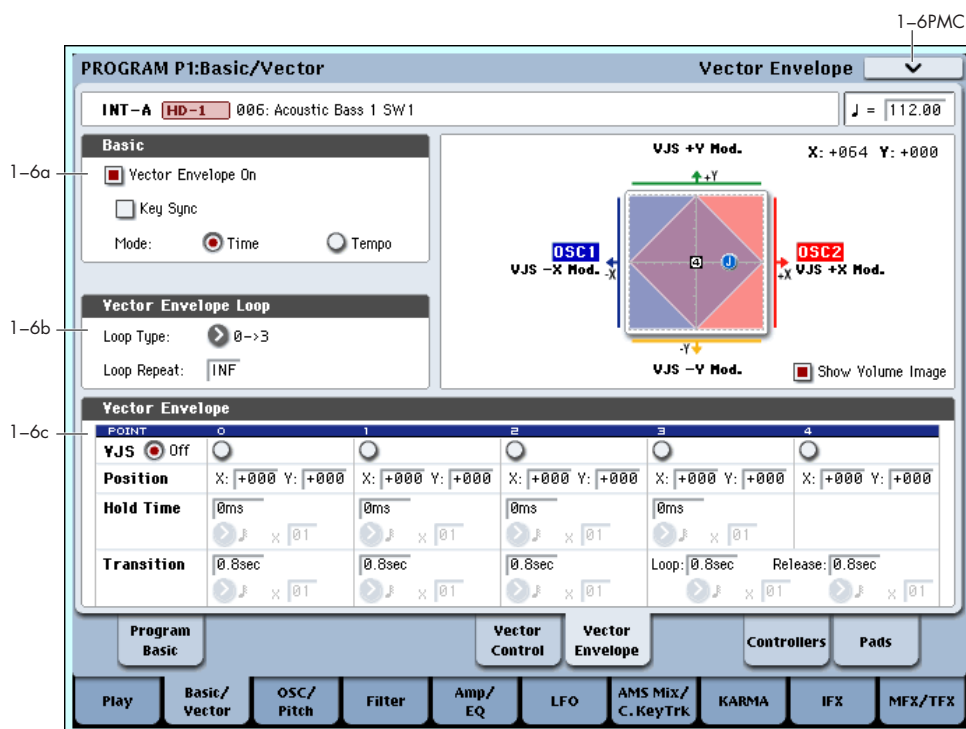 1–6PMC
PROGRAM P1:Basic/Vector Vector Envelope
INT-A HD-1 006: Acoustic Bass 1 SW1 ♩ = 112.00
Basic
1–6a
Vector Envelope On
Key Sync
Mode: Time Tempo
VJS +Y Mod. X: +064 Y: +000
+Y
OSC1 OSC2
VJS -X Mod. -X 4 J +X VJS +X Mod.
-Y
VJS -Y Mod.
Show Volume Image
Vector Envelope Loop
1–6b
Loop Type: 0->3
Loop Repeat: INF
Vector Envelope
1–6c
POINT 0 1 2 3 4
VJS Off
Position X: +000 Y: +000 X: +000 Y: +000 X: +000 Y: +000 X: +000 Y: +000 X: +000 Y: +000
Hold Time 0ms 0ms 0ms 0ms
x 01 x 01 x 01 x 01
Transition 0.8sec 0.8sec 0.8sec Loop: 0.8sec Release: 0.8sec
x 01 x 01 x 01 x 01 x 01
Program Basic Vector Control Vector Envelope Controllers Pads
Play Basic/Vector OSC/Pitch Filter Amp/EQ LFO AMS Mix/C.KeyTrk KARMA IFX MFX/TFX